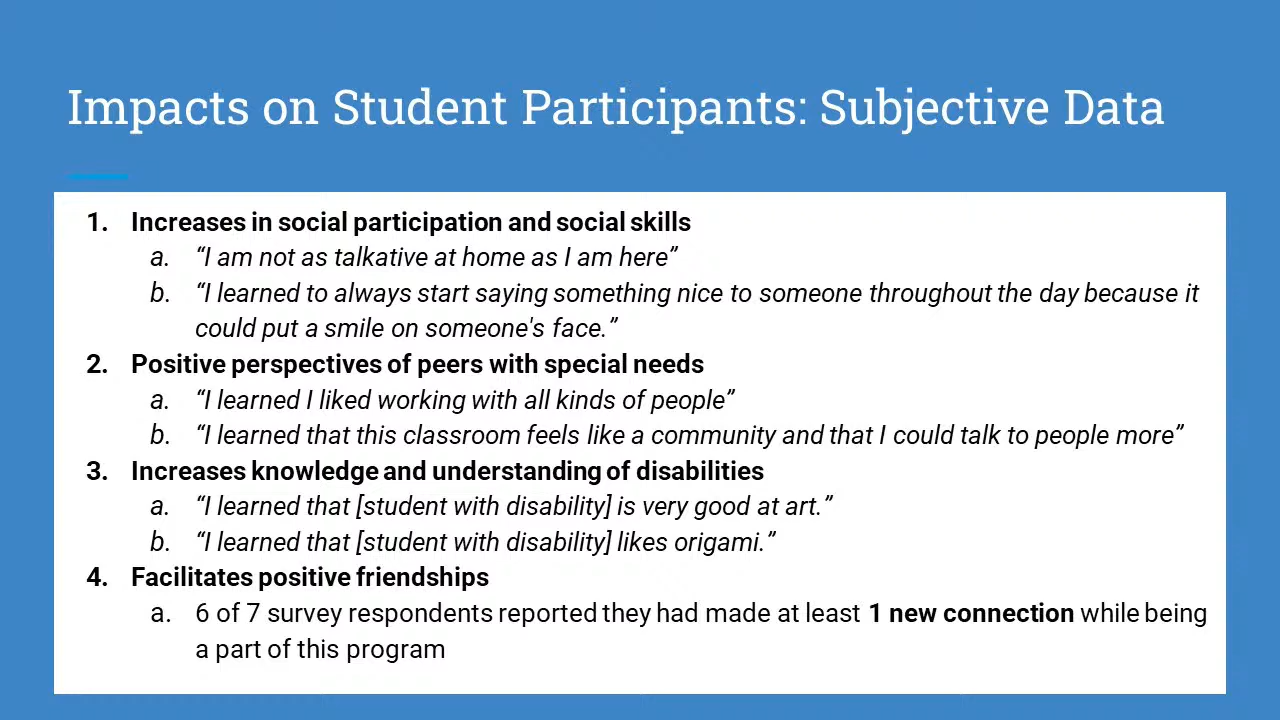 Impacts on Student Participants: Subjective Data
1. Increases in social participation and social skills
a. “I am not as talkative at home as I am here”
b. “I learned to always start saying something nice to someone throughout the day because it
could put a smile on someone's face.”
2. Positive perspectives of peers with special needs
a. “I learned I liked working with all kinds of people”
b. “I learned that this classroom feels like a community and that I could talk to people more”
3. Increases knowledge and understanding of disabilities
a. “I learned that [student with disability] is very good at art.”
b. “I learned that [student with disability] likes origami.”
4. Facilitates positive friendships
a. 6 of 7 survey respondents reported they had made at least 1 new connection while being
a part of this program